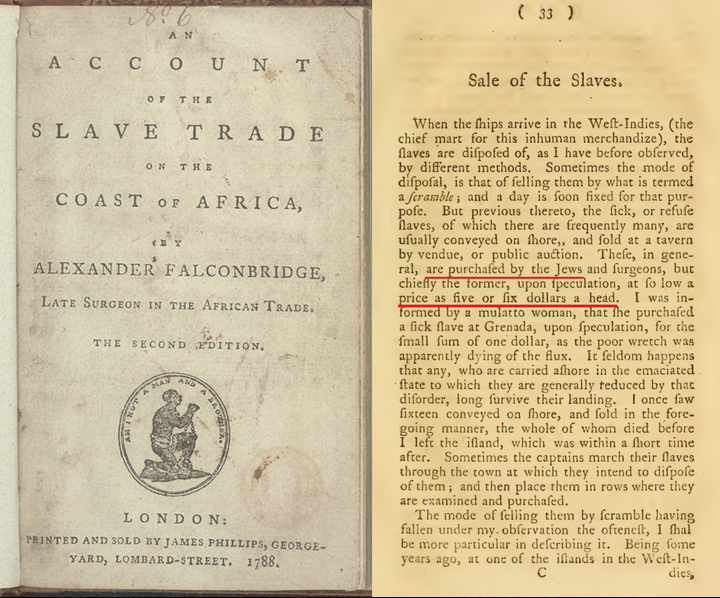 No 6
AN
ACCOUNT
OF THE
SLAVE TRADE
ON THE
COAST OF AFRICA,
BY
ALEXANDER FALCONBRIDGE,
LATE SURGEON IN THE AFRICAN TRADE.
THE SECOND EDITION.
AM I NOT A MAN AND A BROTHER.
LONDON:
PRINTED AND SOLD BY JAMES PHILLIPS, GEORGE-
YARD, LOMBARD-STREET. 1788.
( 33 )
Sale of the Slaves.
When the ſhips arrive in the Weſt-Indies, (the
chief mart for this inhuman merchandize), the
ſlaves are diſpoſed of, as I have before obſerved,
by different methods. Sometimes the mode of
diſpoſal, is that of ſelling them by what is termed
a ſcramble; and a day is ſoon fixed for that pur-
poſe. But previous thereto, the ſick, or refuſe
ſlaves, of which there are frequently many, are
uſually conveyed on ſhore,, and ſold at a tavern
by vendue, or public auction. Theſe, in gene-
ral, are purchaſed by the Jews and ſurgeons, but
chiefly the former, upon ſpeculation, at ſo low a
price as five or ſix dollars a head. I was in-
formed by a mulatto woman, that ſhe purchaſed
a ſick ſlave at Grenada, upon ſpeculation, for the
ſmall ſum of one dollar, as the poor wretch was
apparently dying of the flux. It ſeldom happens
that any, who are carried aſhore in the emaciated
ſtate to which they are generally reduced by that
diſorder, long ſurvive their landing. I once ſaw
ſixteen conveyed on ſhore, and ſold in the fore-
going manner, the whole of whom died before
I left the iſland, which was within a ſhort time
after. Sometimes the captains march their ſlaves
through the town at which they intend to diſpoſe
of them; and then place them in rows where they
are examined and purchaſed.
The mode of ſelling them by ſcramble having
fallen under my obſervation the ofteneſt, I ſhal
be more particular in deſcribing it. Being ſome
years ago, at one of the iſlands in the Weſt-In-
C dies,